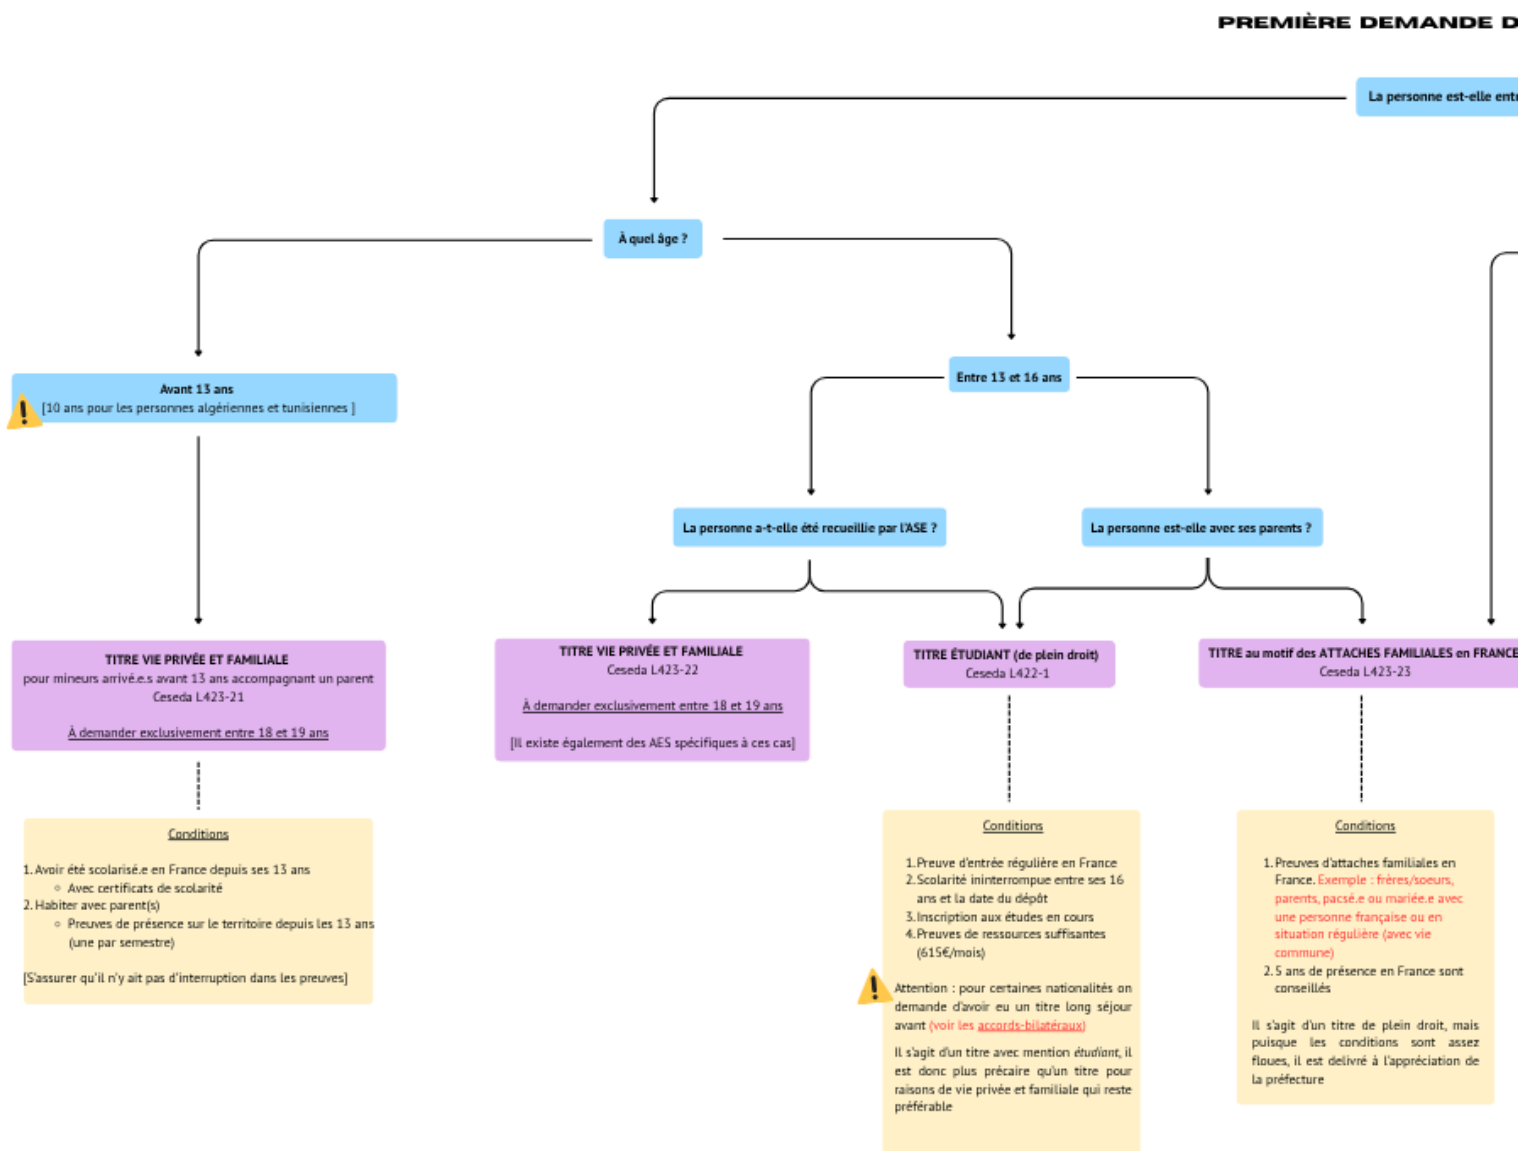 PREMIÈRE DEMANDE D
La personne est-elle entr
À quel âge ?
Avant 13 ans
[10 ans pour les personnes algériennes et tunisiennes ]
Entre 13 et 16 ans
La personne a-t-elle été recueillie par l'ASE ?
La personne est-elle avec ses parents ?
TITRE VIE PRIVÉE ET FAMILIALE
pour mineurs arrivé.e.s avant 13 ans accompagnant un parent
Ceseda L423-21
À demander exclusivement entre 18 et 19 ans
TITRE VIE PRIVÉE ET FAMILIALE
Ceseda L423-22
À demander exclusivement entre 18 et 19 ans
[Il existe également des AES spécifiques à ces cas]
TITRE ÉTUDIANT (de plein droit)
Ceseda L422-1
TITRE au motif des ATTACHES FAMILIALES en FRANCE
Ceseda L423-23
Conditions
1. Avoir été scolarisé.e en France depuis ses 13 ans
◦ Avec certificats de scolarité
2. Habiter avec parent(s)
◦ Preuves de présence sur le territoire depuis les 13 ans
(une par semestre)
[S'assurer qu'il n'y ait pas d'interruption dans les preuves]
Conditions
1. Preuve d'entrée régulière en France
2. Scolarité ininterrompue entre ses 16
ans et la date du dépôt
3. Inscription aux études en cours
4. Preuves de ressources suffisantes
(615€/mois)
Attention : pour certaines nationalités on
demande d'avoir eu un titre long séjour
avant (voir les accords-bilatéraux)
Il s'agit d'un titre avec mention étudiant, il
est donc plus précaire qu'un titre pour
raisons de vie privée et familiale qui reste
préférable
Conditions
1. Preuves d'attaches familiales en
France. Exemple : frères/soeurs,
parents, pacsé.e ou mariée.e avec
une personne française ou en
situation régulière (avec vie
commune)
2. 5 ans de présence en France sont
conseillés
Il s'agit d'un titre de plein droit, mais
puisque les conditions sont assez
floues, il est delivré à l'appréciation de
la préfecture